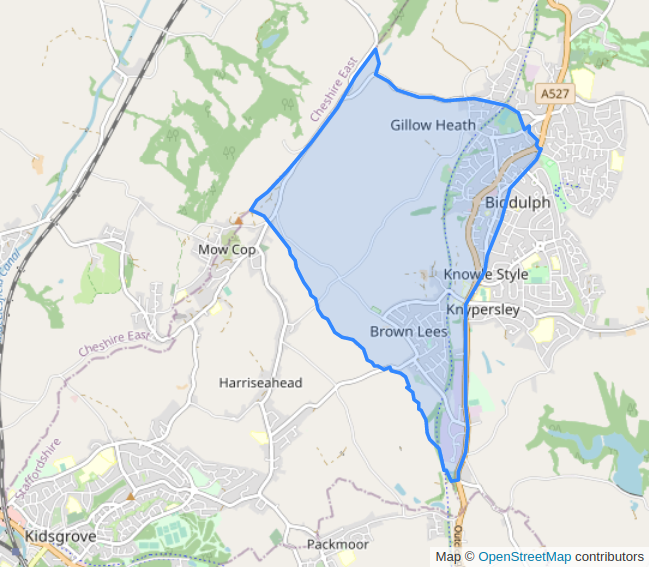 Cheshire East
A527
Gillow Heath
Biddulph
Mow Cop
Knowle Style
Knypersley
Cheshire East
Brown Lees
Harriseahead
Staffordshire
Kidsgrove
Packmoor
Map © OpenStreetMap contributors